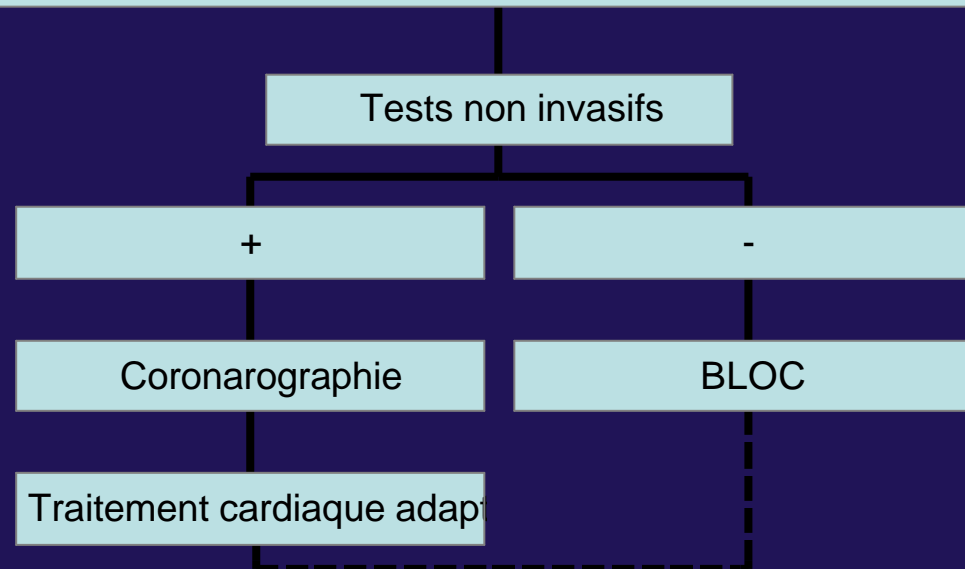 Tests non invasifs
+
-
Coronarographie
BLOC
Traitement cardiaque adapt